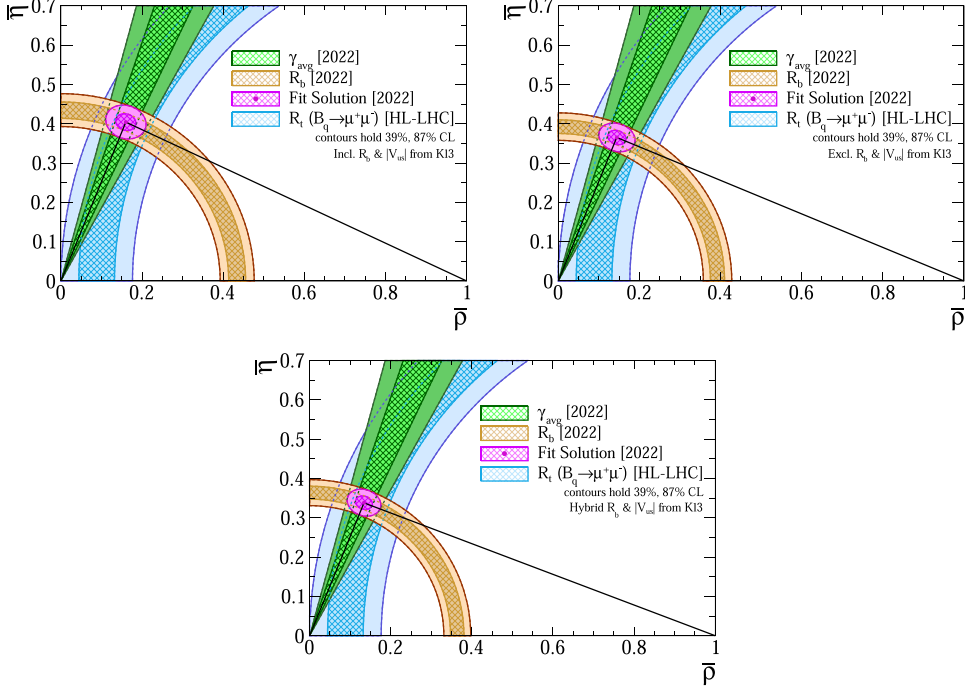 η̄
0.7
0.6
0.5
0.4
0.3
0.2
0.1
0
γavg [2022]
Rb [2022]
Fit Solution [2022]
Rt (Bq→μ+μ-) [HL-LHC]
contours hold 39%, 87% CL
Incl. Rb & |Vus| from Kl3
0 0.2 0.4 0.6 0.8 1
ρ̄
η̄
0.7
0.6
0.5
0.4
0.3
0.2
0.1
0
γavg [2022]
Rb [2022]
Fit Solution [2022]
Rt (Bq→μ+μ-) [HL-LHC]
contours hold 39%, 87% CL
Excl. Rb & |Vus| from Kl3
0 0.2 0.4 0.6 0.8 1
ρ̄
η̄
0.7
0.6
0.5
0.4
0.3
0.2
0.1
0
γavg [2022]
Rb [2022]
Fit Solution [2022]
Rt (Bq→μ+μ-) [HL-LHC]
contours hold 39%, 87% CL
Hybrid Rb & |Vus| from Kl3
0 0.2 0.4 0.6 0.8 1
ρ̄